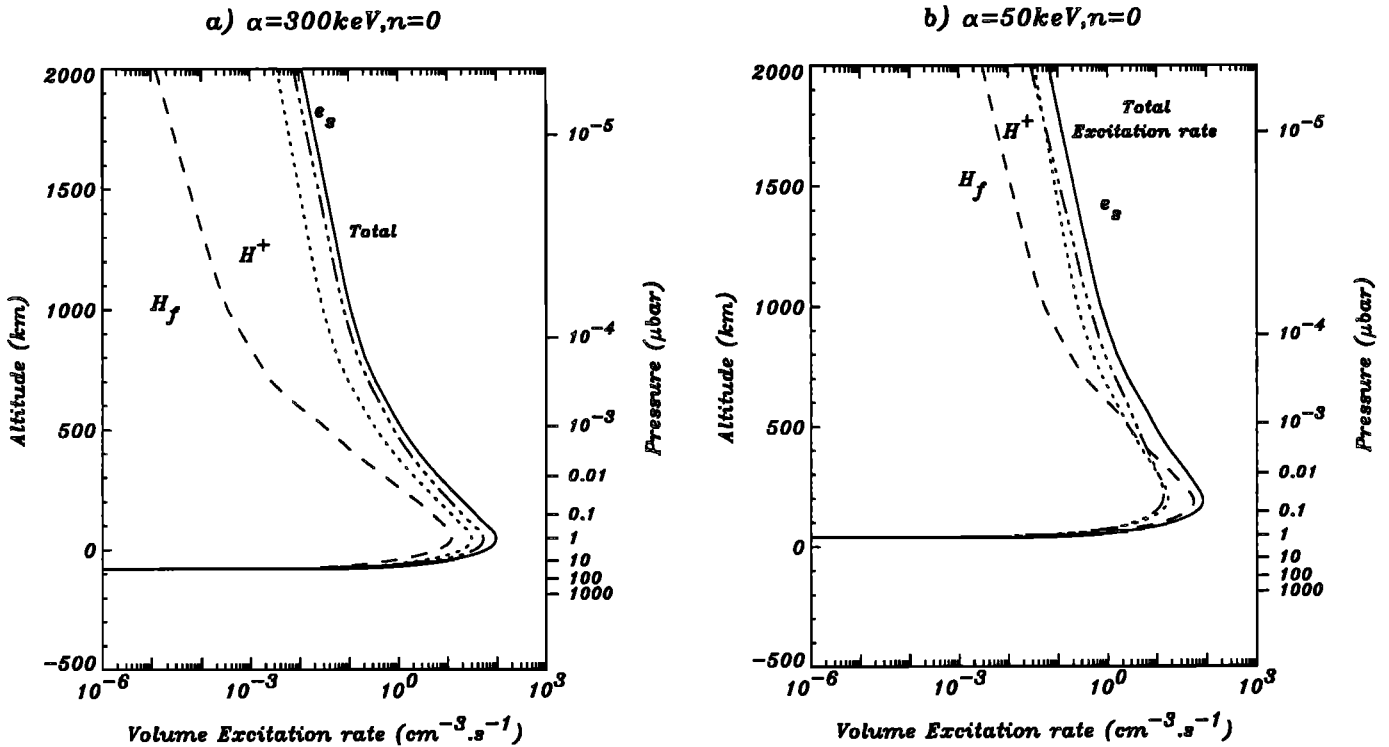 a) α=300keV,n=0
2000
1500
1000
500
0
-500
Altitude (km)
e_s
Total
H^+
H_f
10^-5
10^-4
10^-3
0.01
0.1
1
10
100
1000
Pressure (μbar)
10^-6
10^-3
10^0
10^3
Volume Excitation rate (cm^-3.s^-1)
b) α=50keV,n=0
2000
1500
1000
500
0
-500
Altitude (km)
Total
Excitation rate
H^+
H_f
e_s
10^-5
10^-4
10^-3
0.01
0.1
1
10
100
1000
Pressure (μbar)
10^-6
10^-3
10^0
10^3
Volume Excitation rate (cm^-3.s^-1)